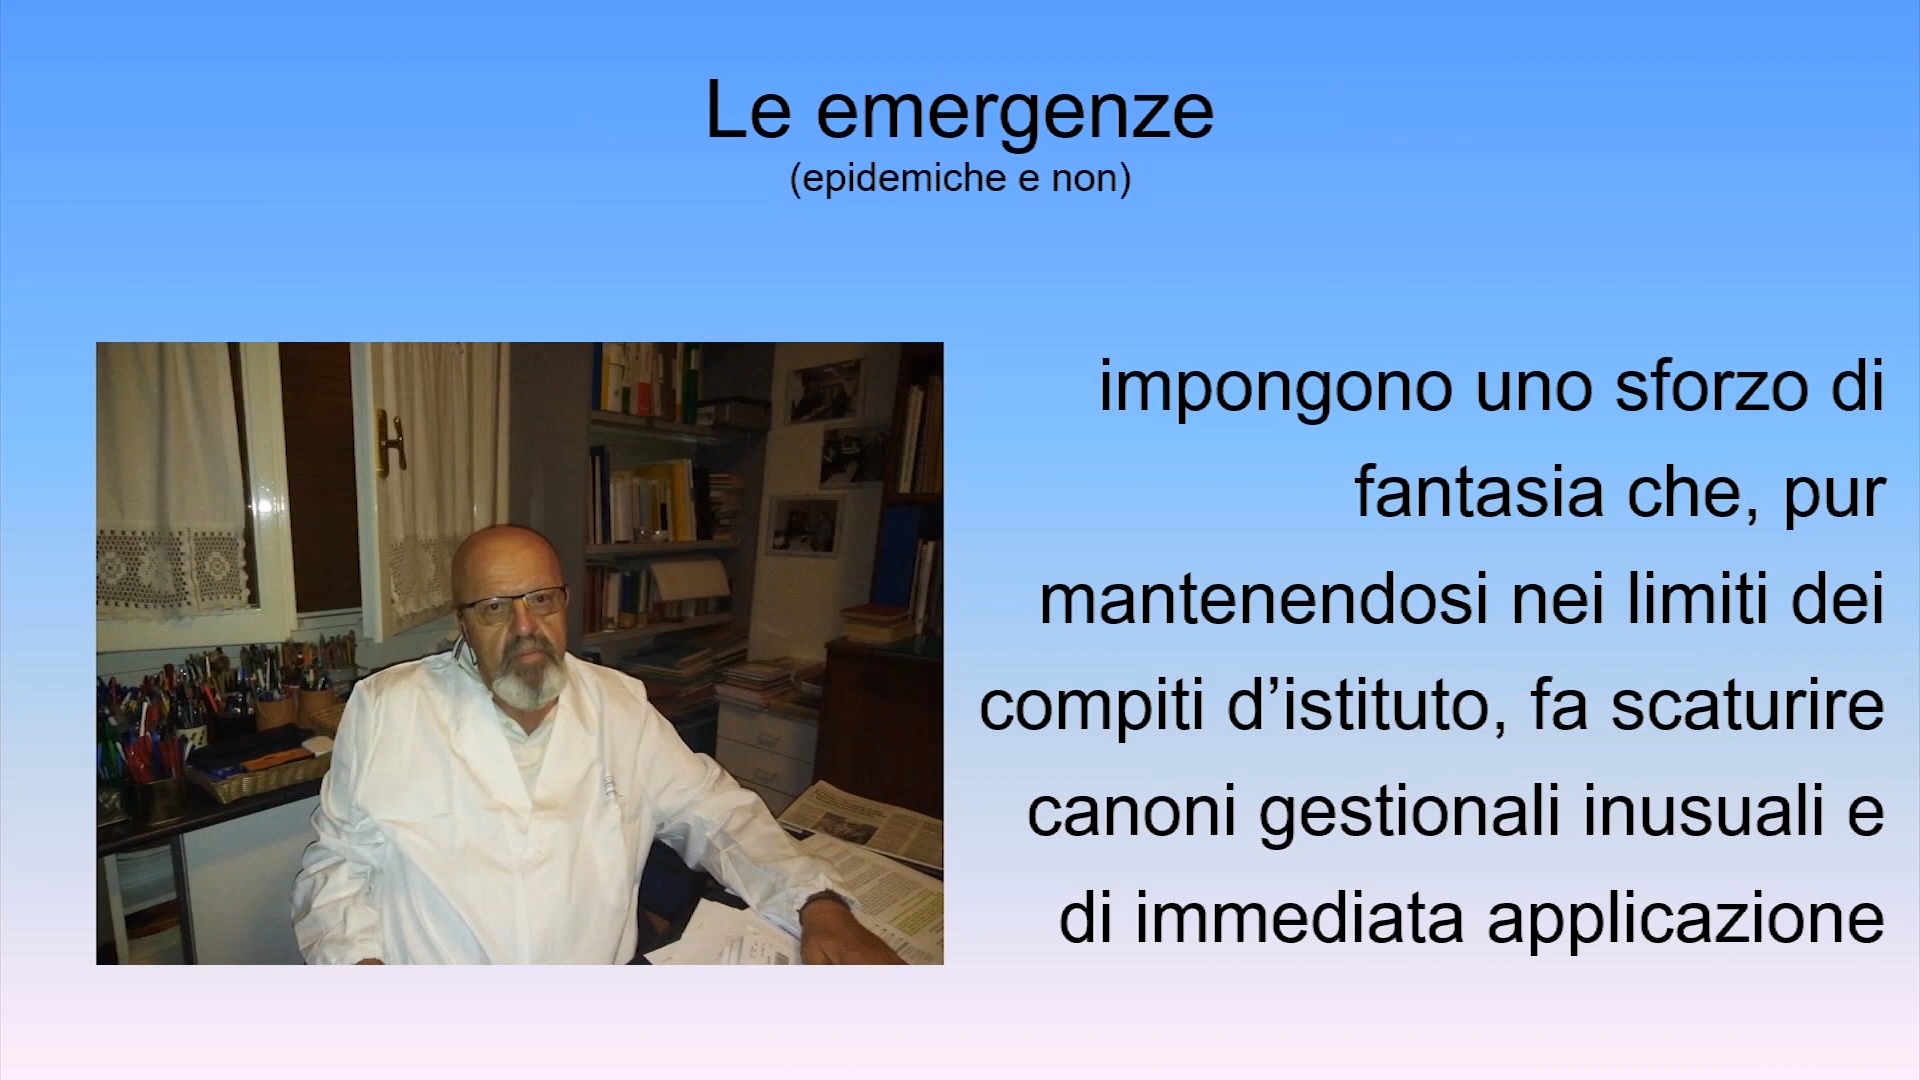 Le emergenze
(epidemiche e non)
impongono uno sforzo di
fantasia che, pur
mantenendosi nei limiti dei
compiti d’istituto, fa scaturire
canoni gestionali inusuali e
di immediata applicazione